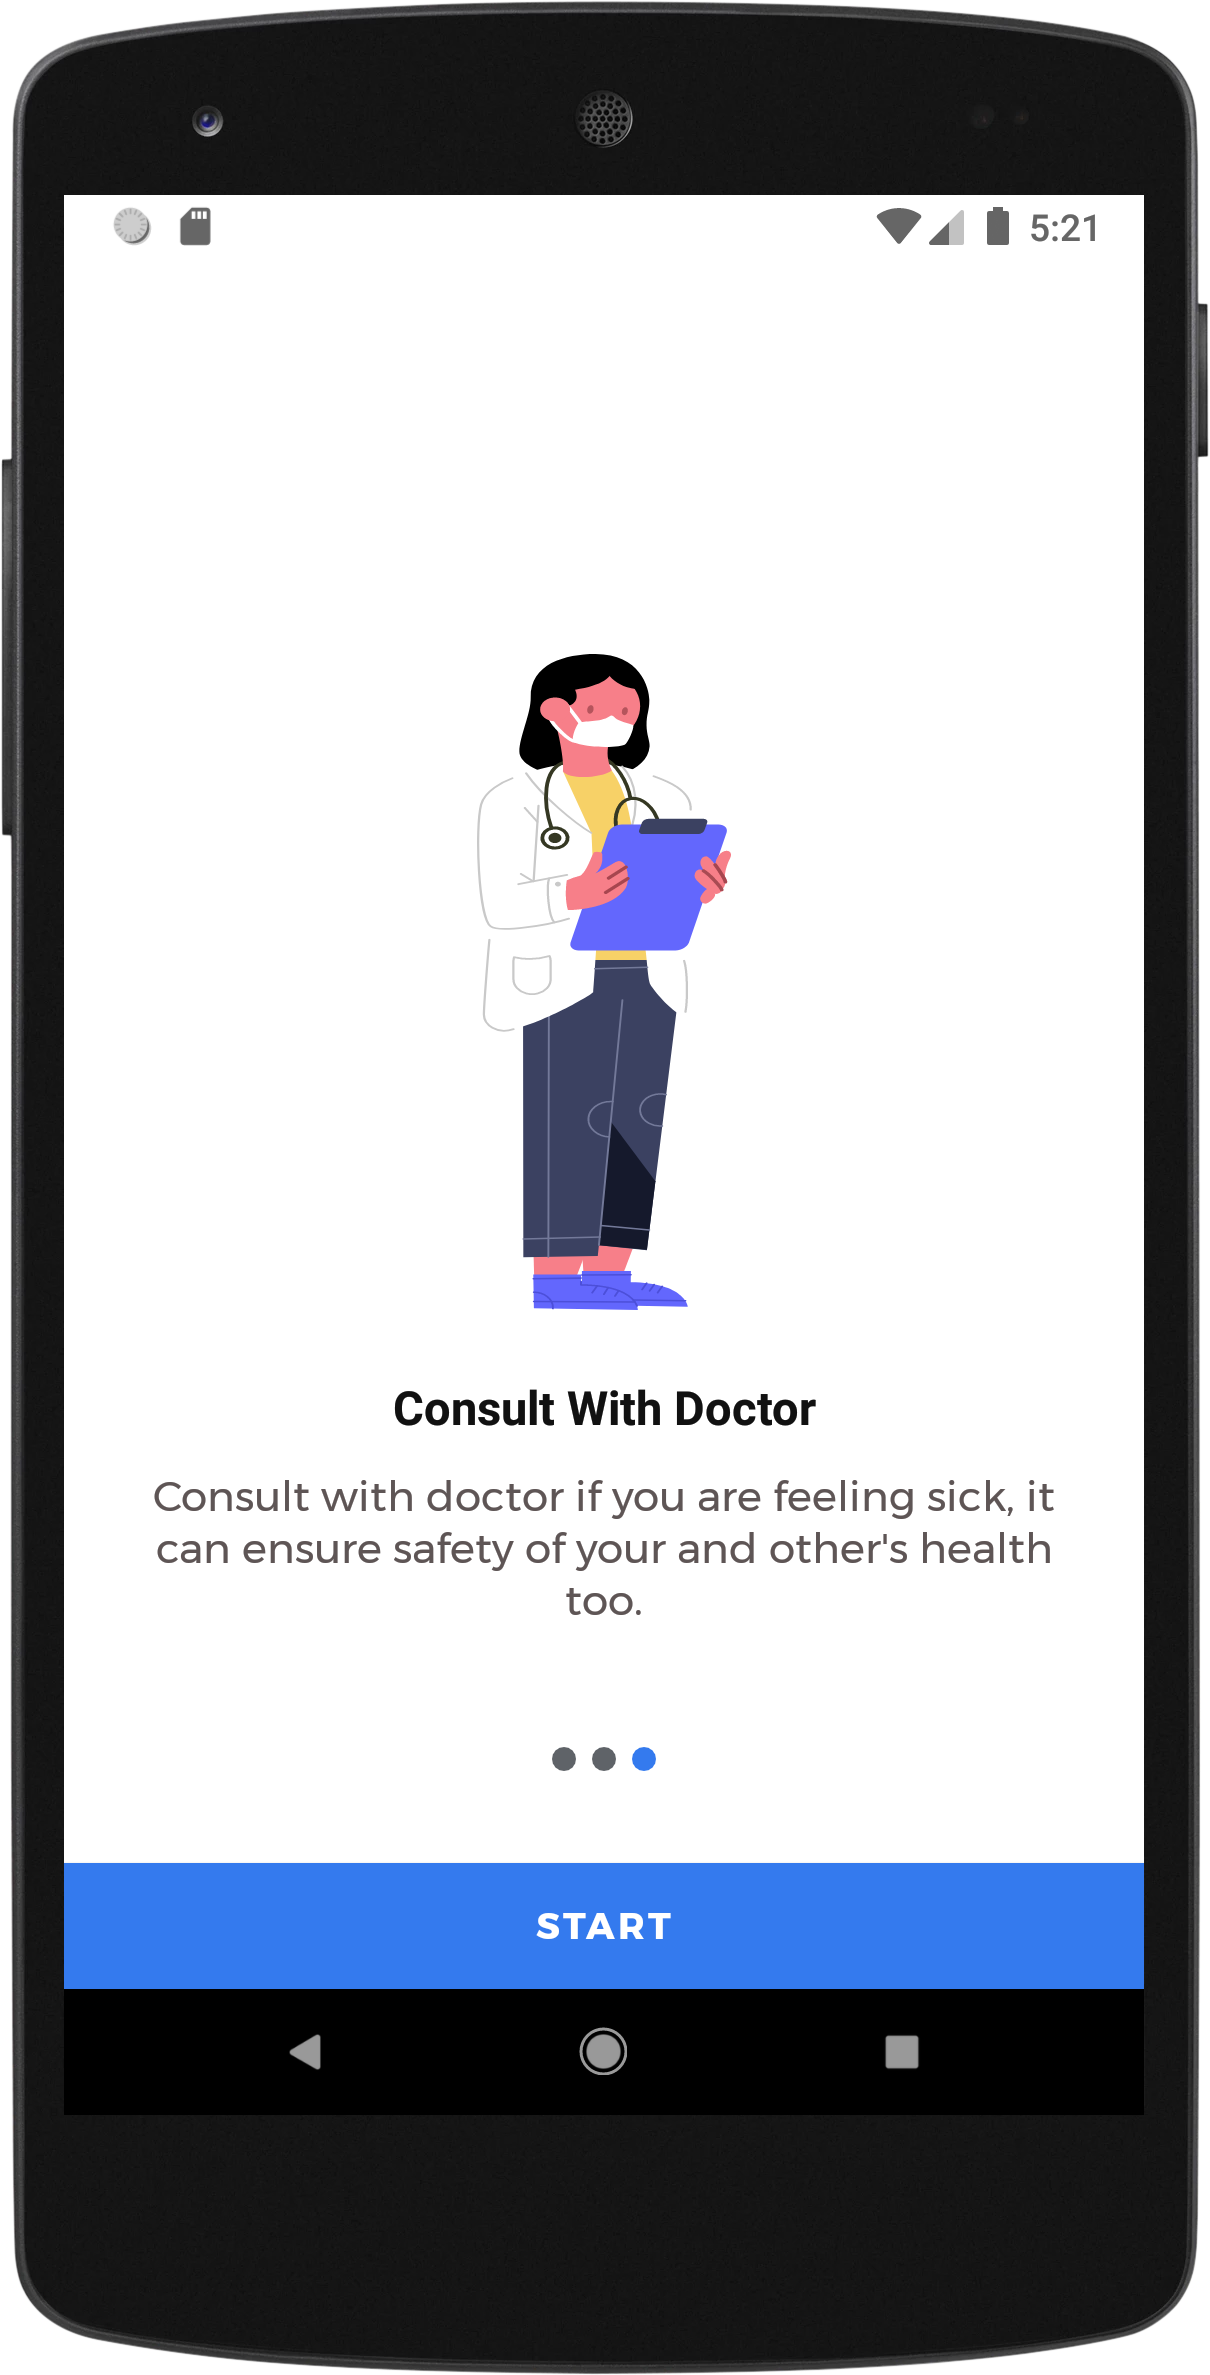 5:21
Consult With Doctor
Consult with doctor if you are feeling sick, it
can ensure safety of your and other's health
too.
START